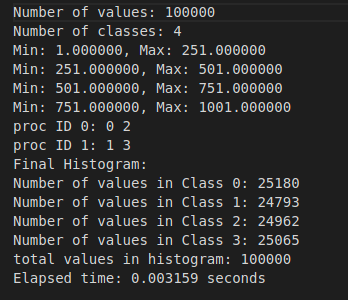 Number of values: 100000
Number of classes: 4
Min: 1.000000, Max: 251.000000
Min: 251.000000, Max: 501.000000
Min: 501.000000, Max: 751.000000
Min: 751.000000, Max: 1001.000000
proc ID 0: 0 2
proc ID 1: 1 3
Final Histogram:
Number of values in Class 0: 25180
Number of values in Class 1: 24793
Number of values in Class 2: 24962
Number of values in Class 3: 25065
total values in histogram: 100000
Elapsed time: 0.003159 seconds